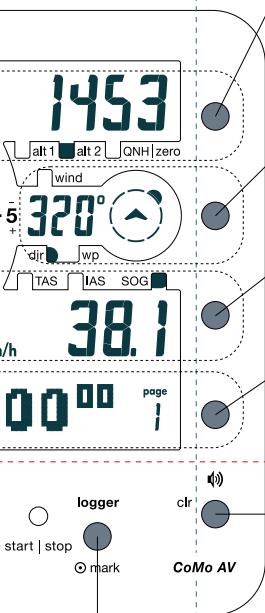 1453
alt 1 alt 2 QNH | zero
wind
- 5 + 320°
dir wp
TAS IAS SOG
/h 38.1
00 00 page 1
logger clr
start | stop
mark CoMo AV